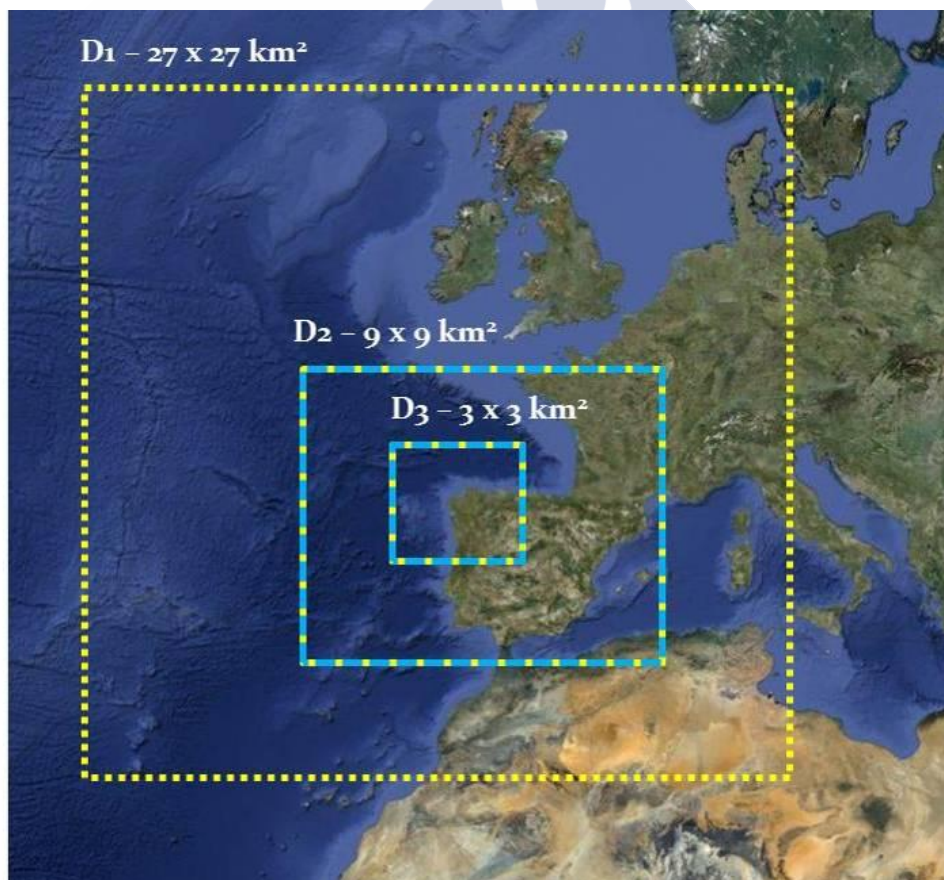 D1 – 27 x 27 km²
D2 – 9 x 9 km²
D3 – 3 x 3 km²